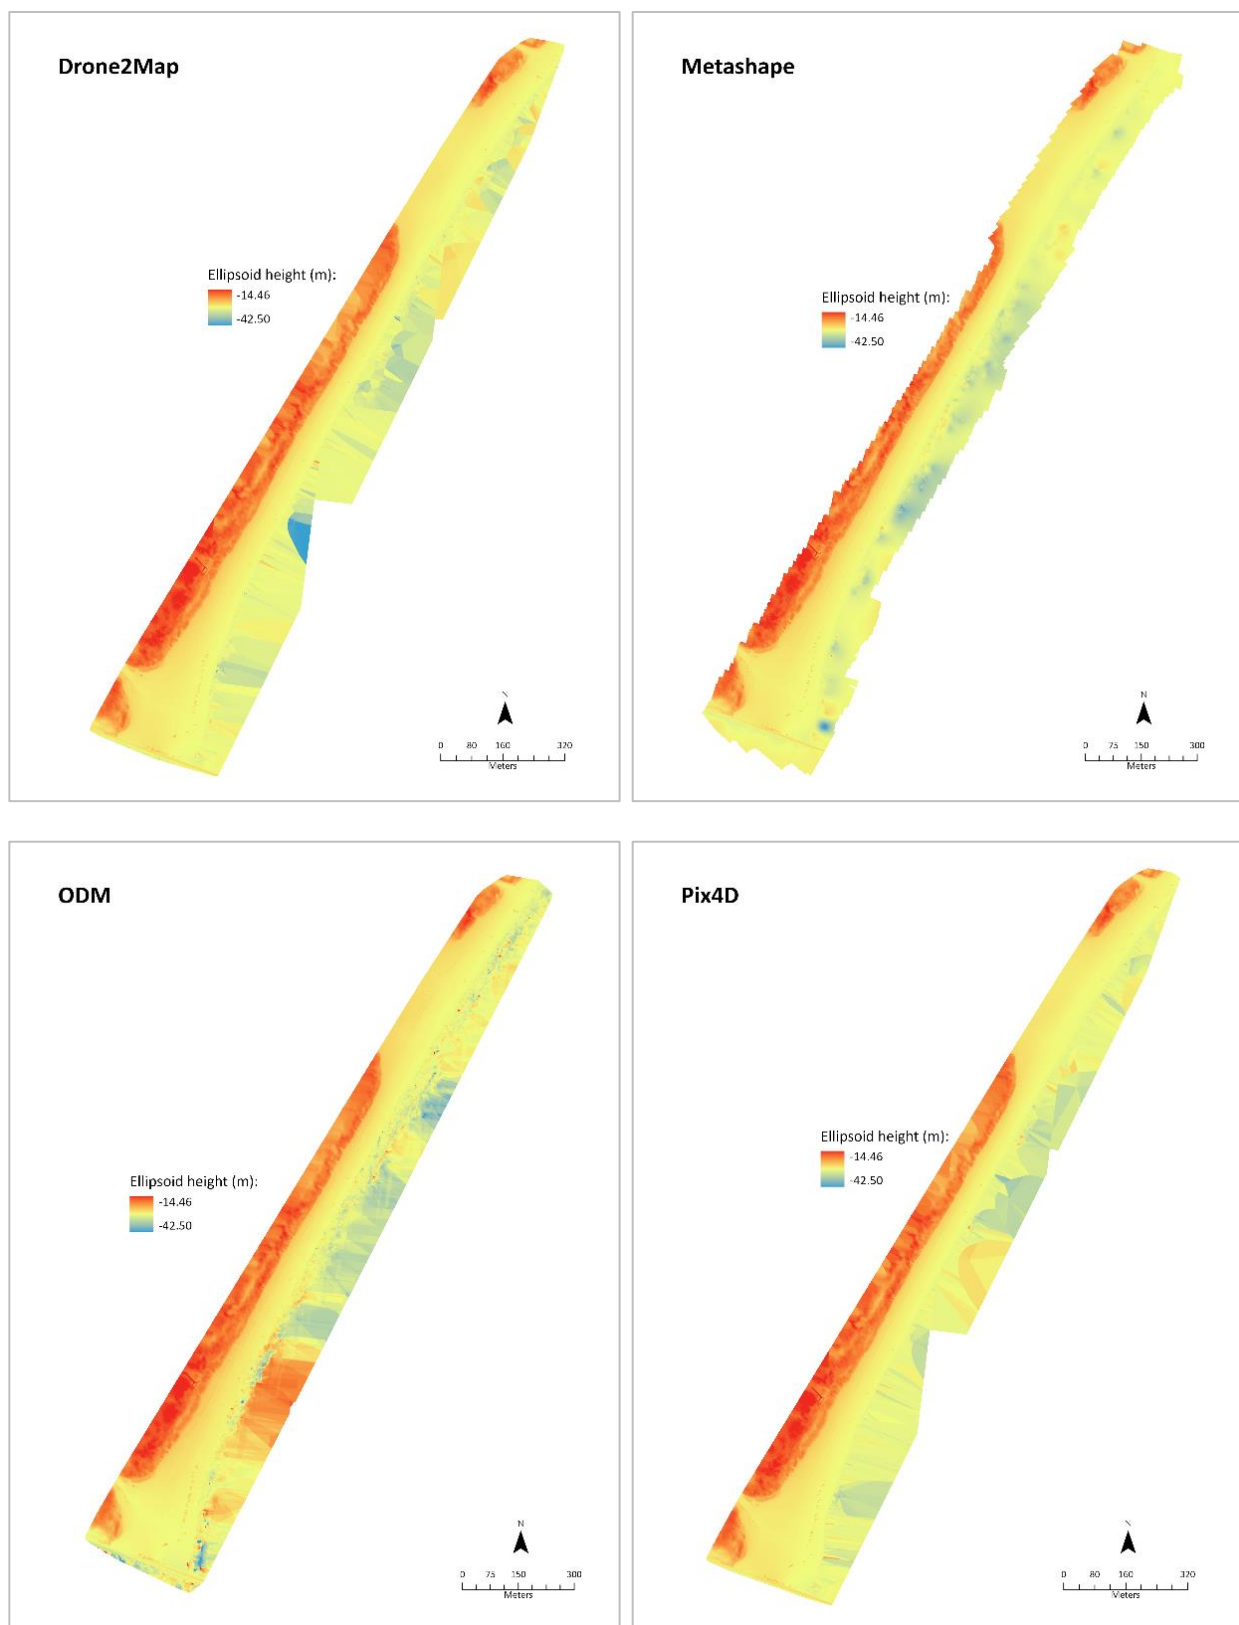 Drone2Map
Ellipsoid height (m):
-14.46
-42.50
N
0 80 160 320
Meters
Metashape
Ellipsoid height (m):
-14.46
-42.50
N
0 75 150 300
Meters
ODM
Ellipsoid height (m):
-14.46
-42.50
N
0 75 150 300
Meters
Pix4D
Ellipsoid height (m):
-14.46
-42.50
N
0 80 160 320
Meters